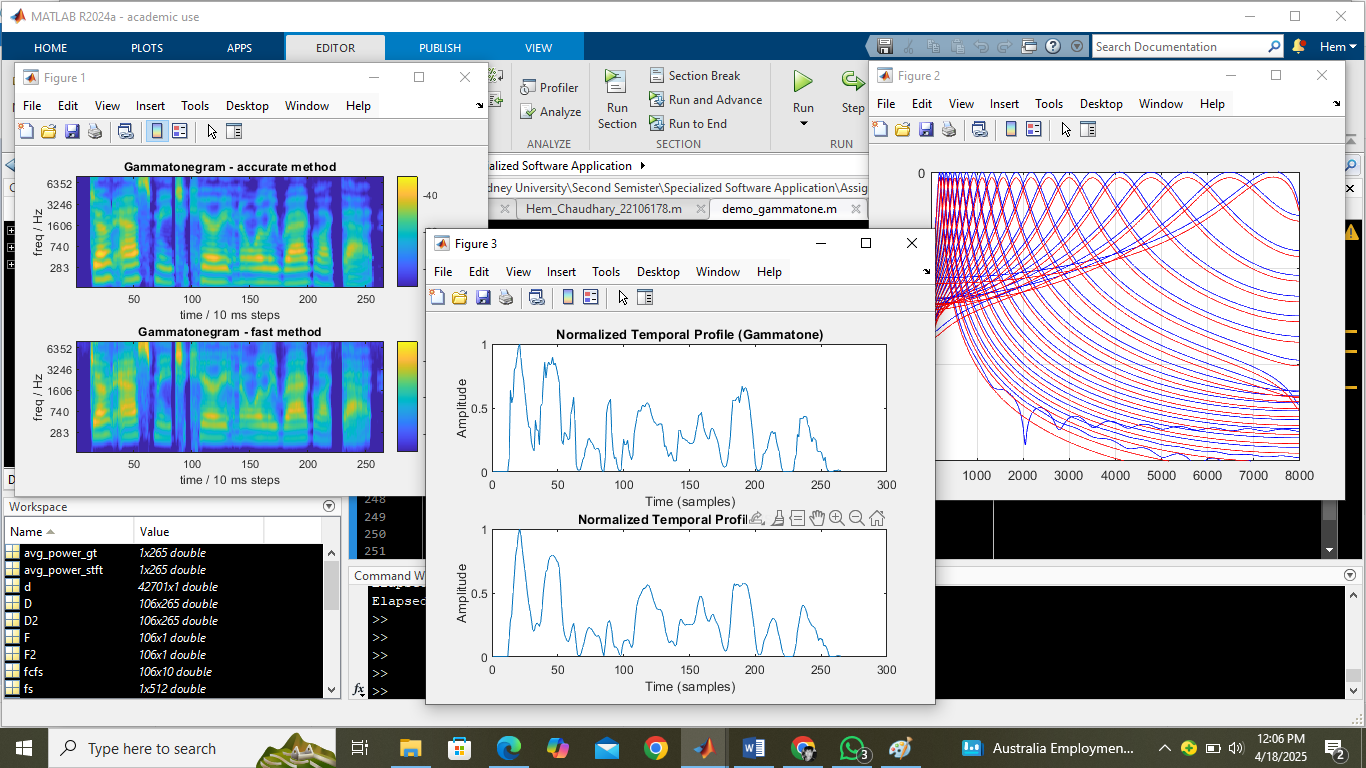 MATLAB R2024a - academic use
HOME PLOTS APPS EDITOR PUBLISH VIEW
Search Documentation
Hem
Profiler
Analyze
ANALYZE
Run Section
Section Break
Run and Advance
Run to End
SECTION
Run
Step
RUN
Figure 1
File Edit View Insert Tools Desktop Window Help
Gammatonegram - accurate method
freq / Hz
6352
3246
1606
740
283
-40
50 100 150 200 250
time / 10 ms steps
Gammatonegram - fast method
freq / Hz
6352
3246
1606
740
283
50 100 150 200 250
time / 10 ms steps
Figure 2
File Edit View Insert Tools Desktop Window Help
0
1000 2000 3000 4000 5000 6000 7000 8000
alized Software Application
dney University\Second Semister\Specialized Software Application\Assig
Hem_Chaudhary_22106178.m
demo_gammatone.m
Figure 3
File Edit View Insert Tools Desktop Window Help
Normalized Temporal Profile (Gammatone)
Amplitude
1
0.5
0
0 50 100 150 200 250 300
Time (samples)
Normalized Temporal Profil
Amplitude
1
0.5
0
0 50 100 150 200 250 300
Time (samples)
248
249
250
251
Workspace
Name Value
avg_power_gt 1x265 double
avg_power_stft 1x265 double
d 42701x1 double
D 106x265 double
D2 106x265 double
F 106x1 double
F2 106x1 double
fcfs 106x10 double
fs 1x512 double
Command W
Elapsed
>>
>>
>>
>>
fx >>
Type here to search
3
Australia Employmen...
12:06 PM
4/18/2025
2